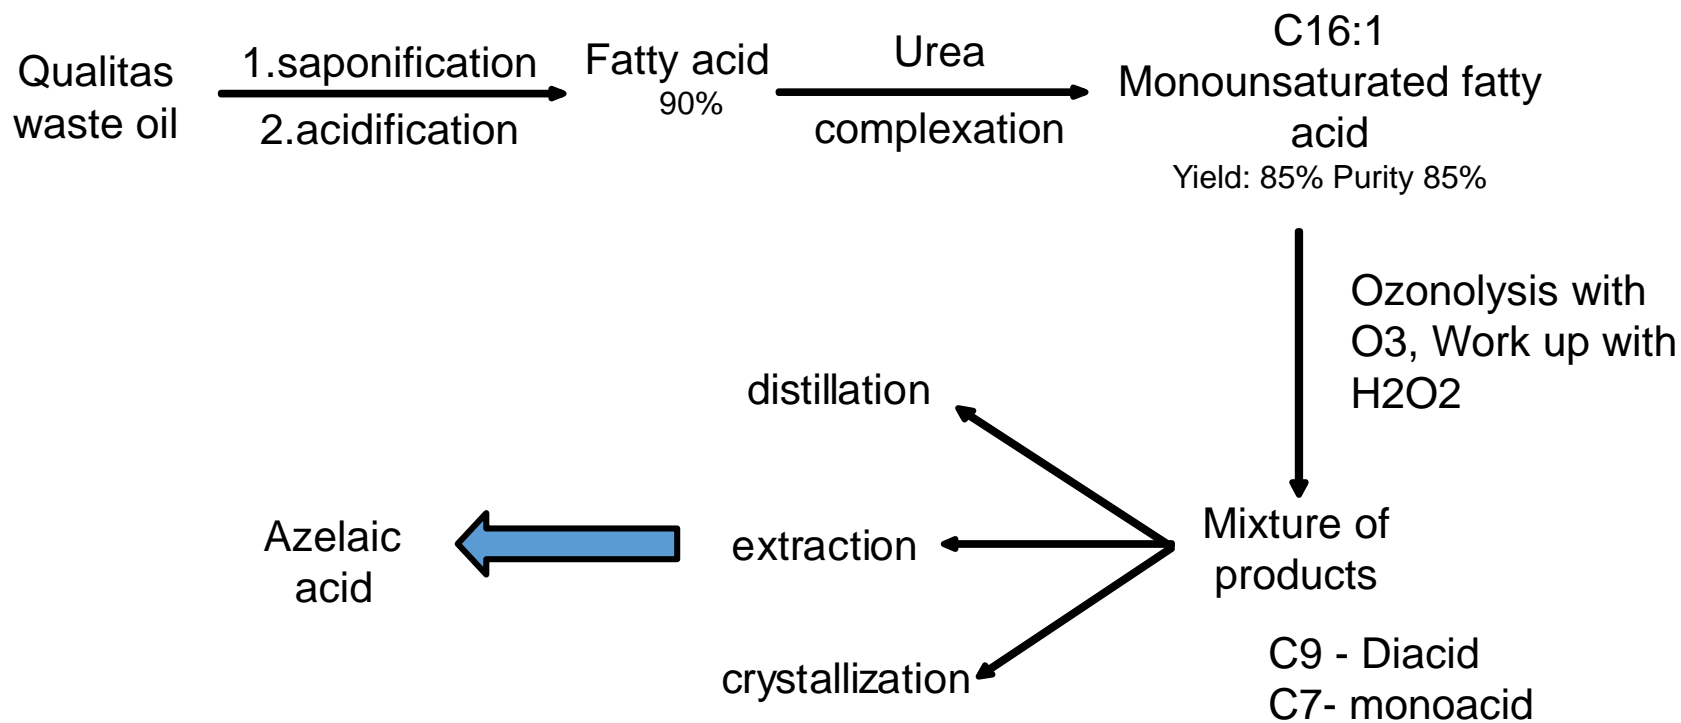 Qualitas
waste oil
1.saponification
2.acidification
Fatty acid
90%
Urea
complexation
C16:1
Monounsaturated fatty
acid
Yield: 85% Purity 85%
Ozonolysis with
O3, Work up with
H2O2
Mixture of
products
C9 - Diacid
C7- monoacid
distillation
extraction
crystallization
Azelaic
acid